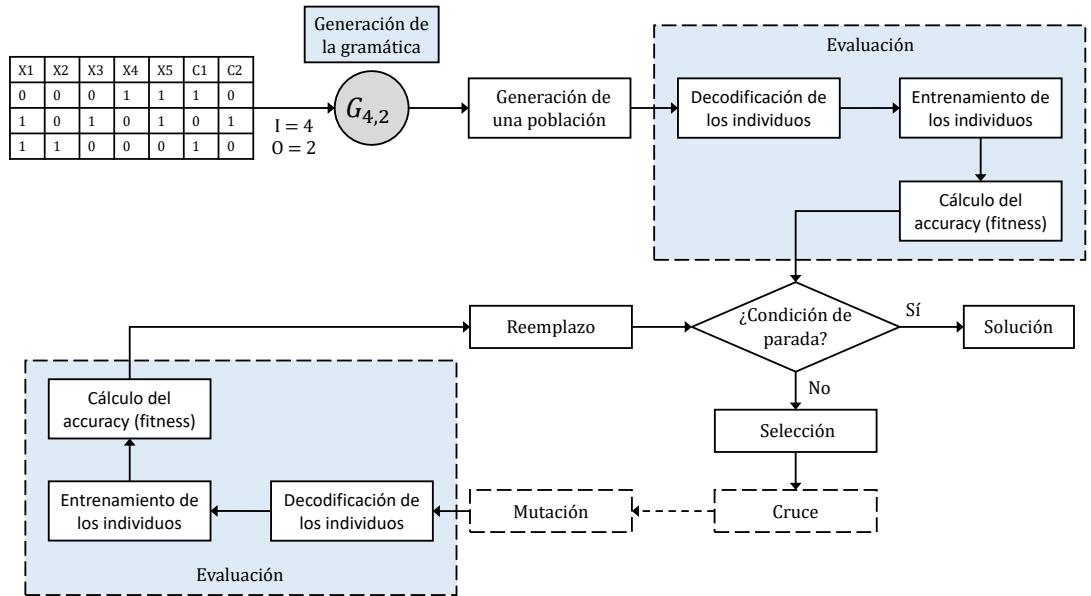 Generación de
la gramática
Evaluación
X1 X2 X3 X4 X5 C1 C2
0 0 0 1 1 1 0
1 0 1 0 1 0 1
1 1 0 0 0 1 0
I = 4
O = 2
G4,2
Generación de
una población
Decodificación de
los individuos
Entrenamiento de
los individuos
Cálculo del
accuracy (fitness)
Reemplazo
¿Condición de
parada?
Sí
Solución
No
Cálculo del
accuracy (fitness)
Selección
Entrenamiento de
los individuos
Decodificación de
los individuos
Mutación
Cruce
Evaluación